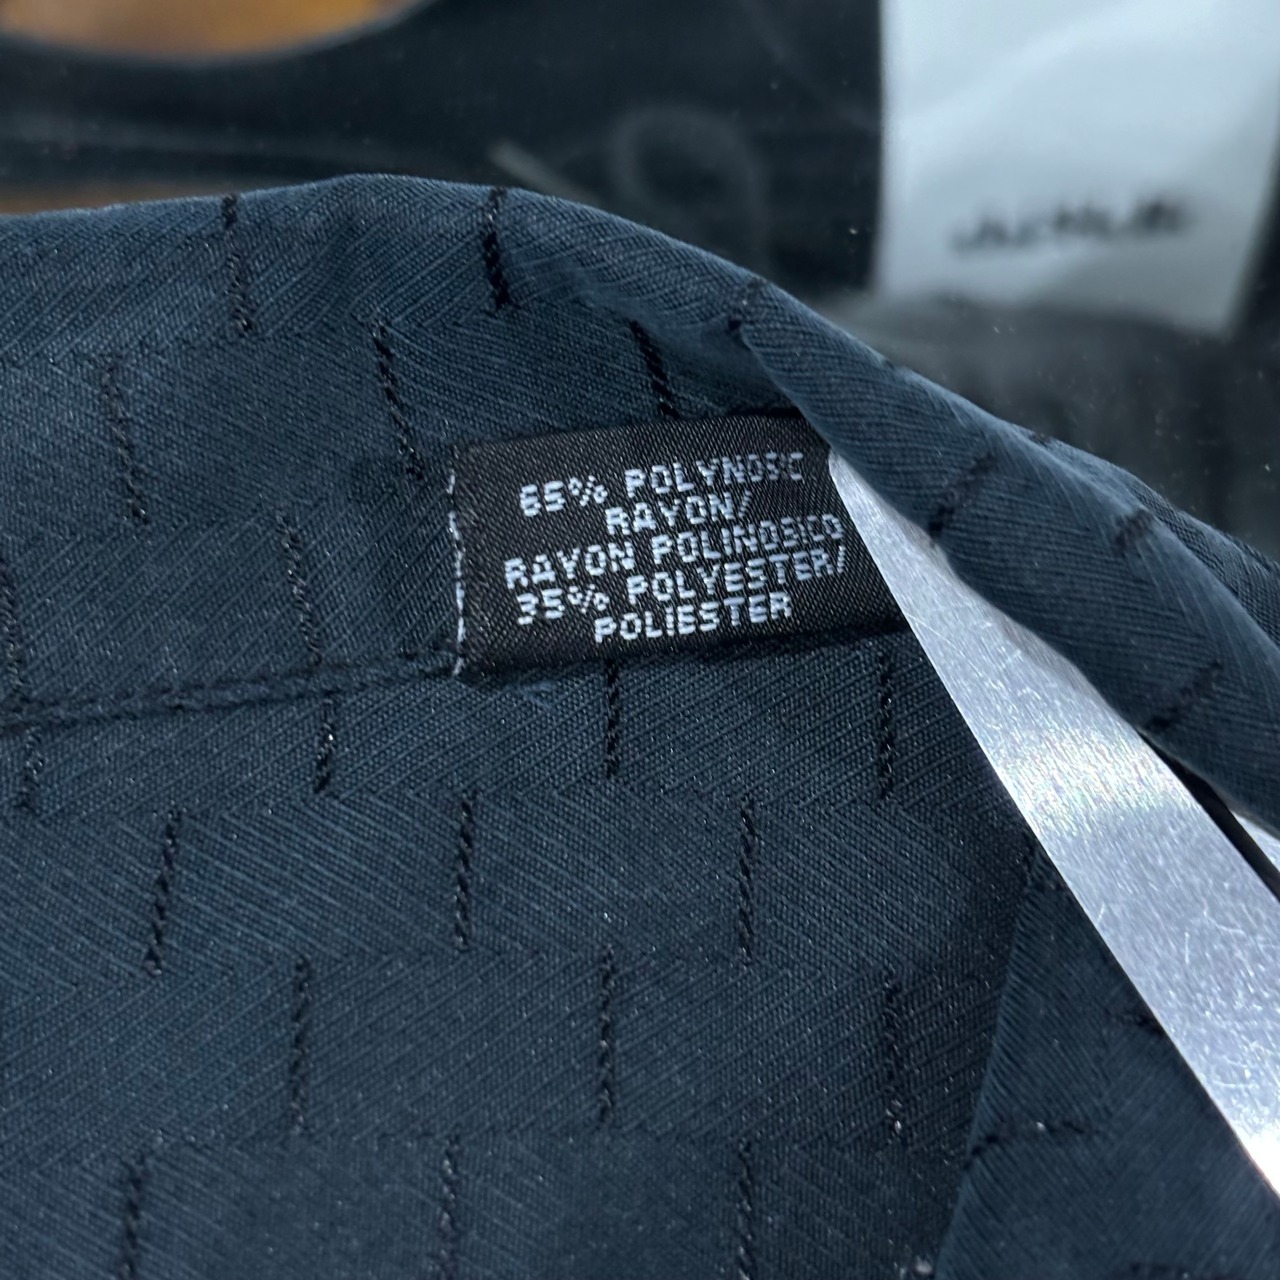 65% POLYNOSIC
RAYON/
RAYON POLINOSICO
35% POLYESTER/
POLIESTER